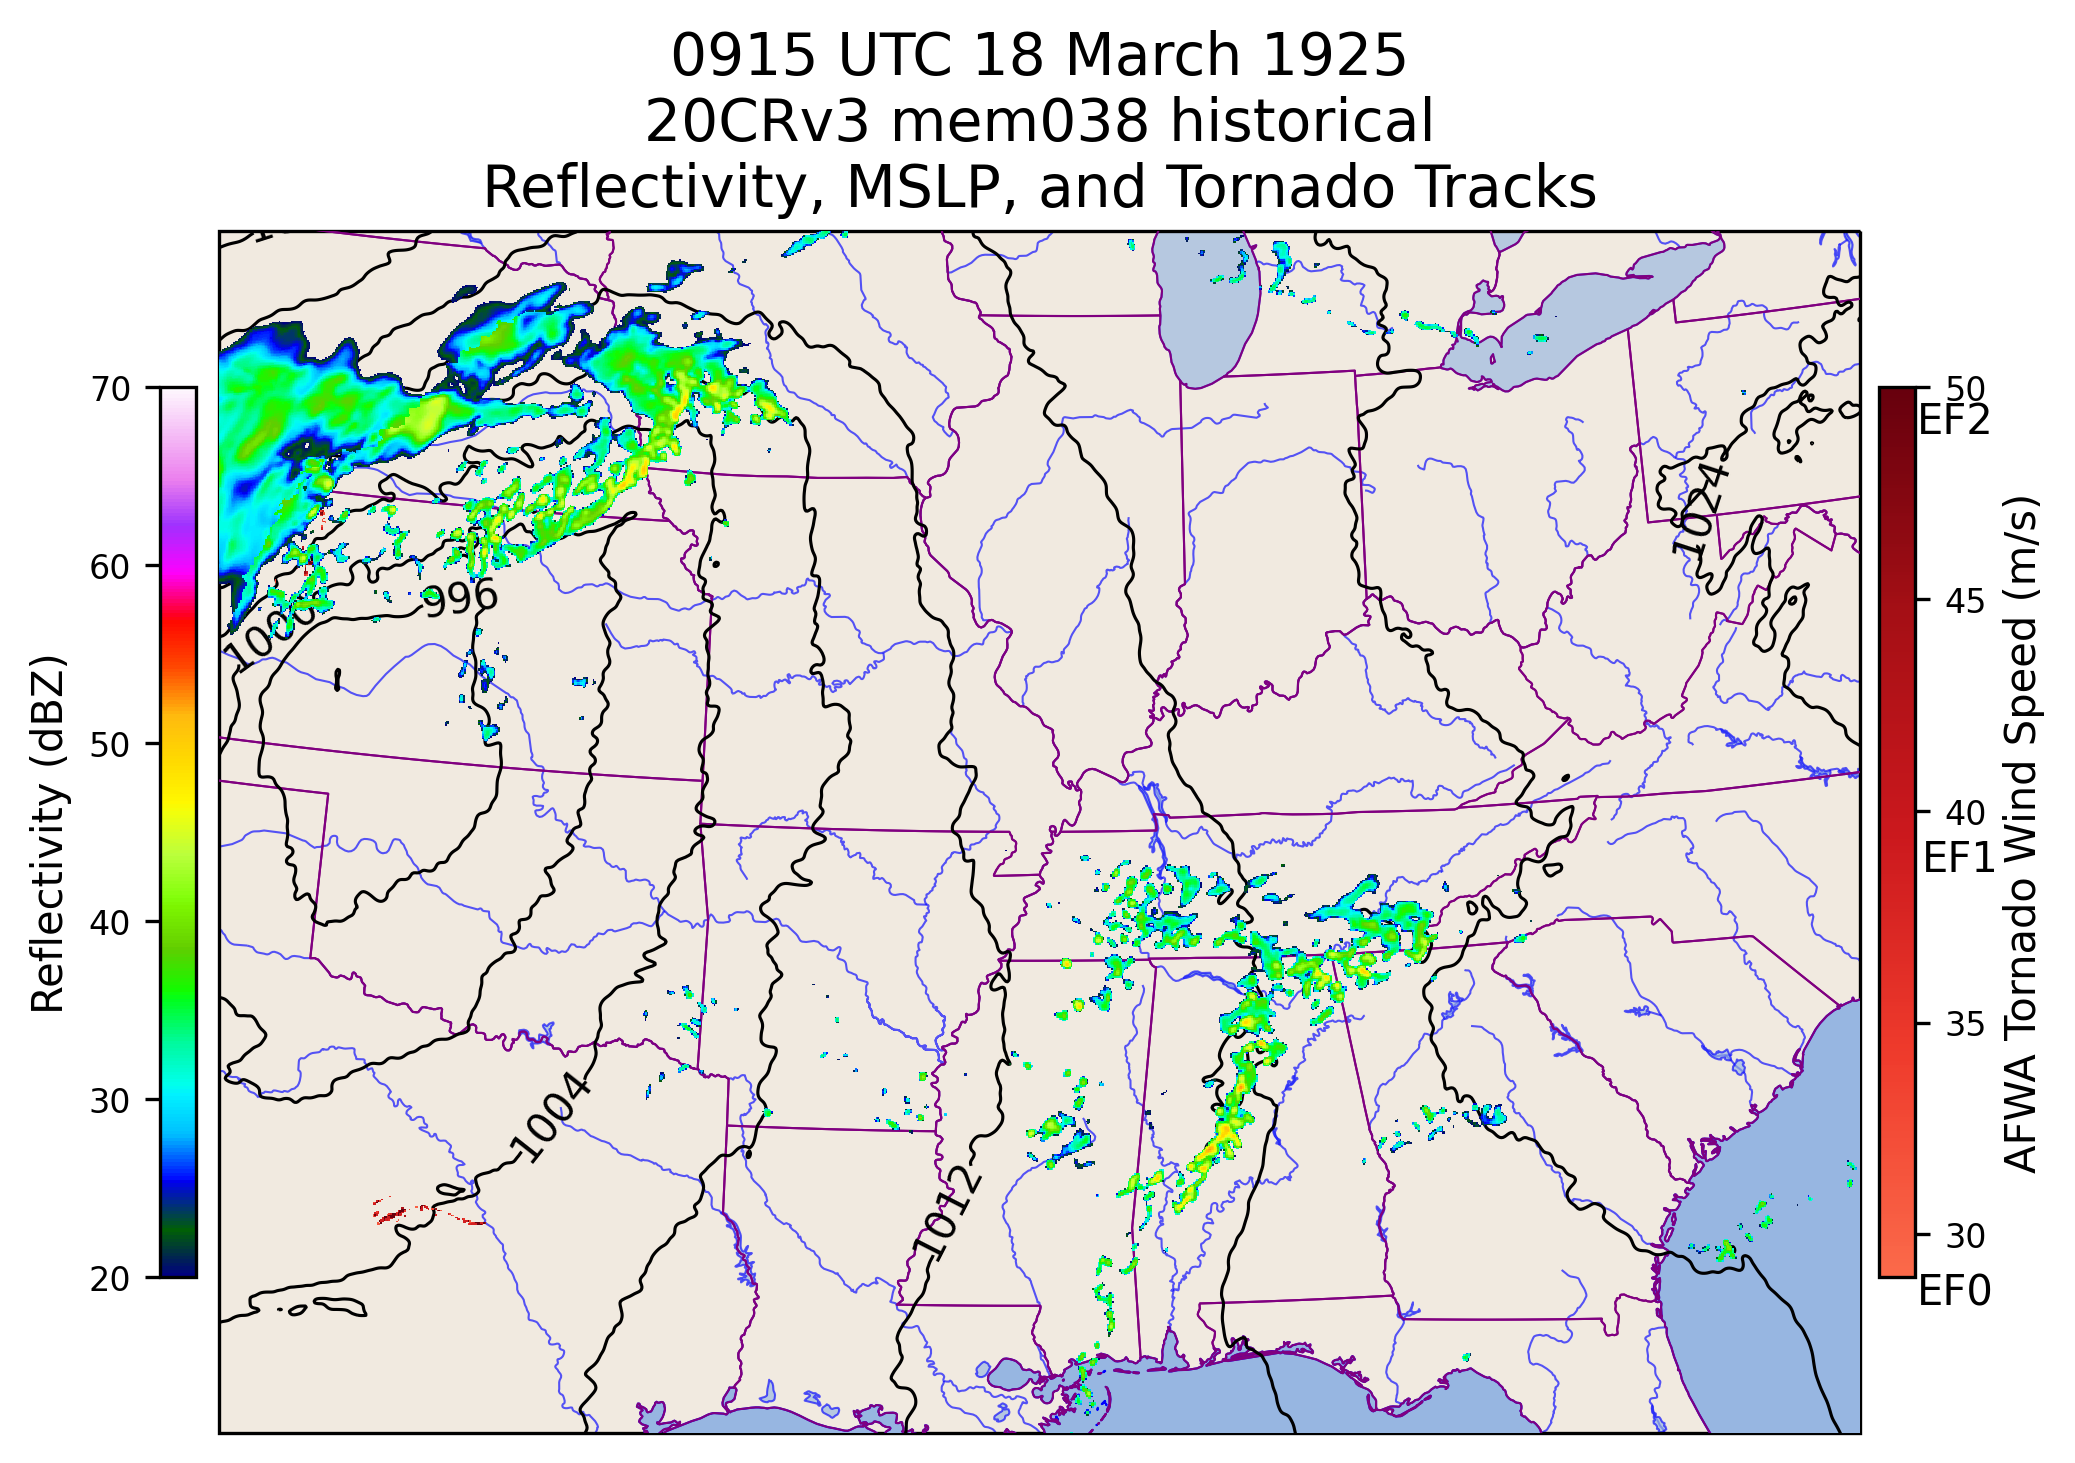 0915 UTC 18 March 1925
20CRv3 mem038 historical
Reflectivity, MSLP, and Tornado Tracks
Reflectivity (dBZ)
70
60
50
40
30
20
996
1000
1004
1012
1024
50
EF2
45
40
EF1
35
30
EF0
AFWA Tornado Wind Speed (m/s)